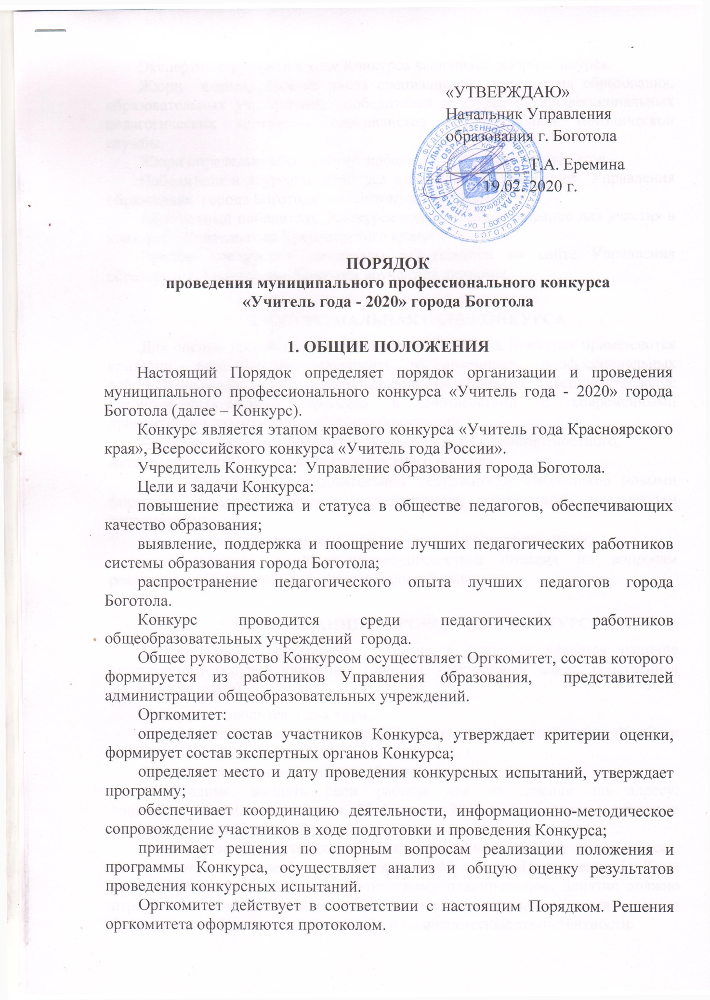 «УТВЕРЖДАЮ»
Начальник Управления
образования г. Боготола
Т.А. Еремина
19.02. 2020 г.
ПОРЯДОК
проведения муниципального профессионального конкурса
«Учитель года - 2020» города Боготола
1. ОБЩИЕ ПОЛОЖЕНИЯ
Настоящий Порядок определяет порядок организации и проведения
муниципального профессионального конкурса «Учитель года - 2020» города
Боготола (далее – Конкурс).
Конкурс является этапом краевого конкурса «Учитель года Красноярского
края», Всероссийского конкурса «Учитель года России».
Учредитель Конкурса: Управление образования города Боготола.
Цели и задачи Конкурса:
повышение престижа и статуса в обществе педагогов, обеспечивающих
качество образования;
выявление, поддержка и поощрение лучших педагогических работников
системы образования города Боготола;
распространение педагогического опыта лучших педагогов города
Боготола.
Конкурс проводится среди педагогических работников
общеобразовательных учреждений города.
Общее руководство Конкурсом осуществляет Оргкомитет, состав которого
формируется из работников Управления образования, представителей
администрации общеобразовательных учреждений.
Оргкомитет:
определяет состав участников Конкурса, утверждает критерии оценки,
формирует состав экспертных органов Конкурса;
определяет место и дату проведения конкурсных испытаний, утверждает
программу;
обеспечивает координацию деятельности, информационно-методическое
сопровождение участников в ходе подготовки и проведения Конкурса;
принимает решения по спорным вопросам реализации положения и
программы Конкурса, осуществляет анализ и общую оценку результатов
проведения конкурсных испытаний.
Оргкомитет действует в соответствии с настоящим Порядком. Решения
оргкомитета оформляются протоколом.